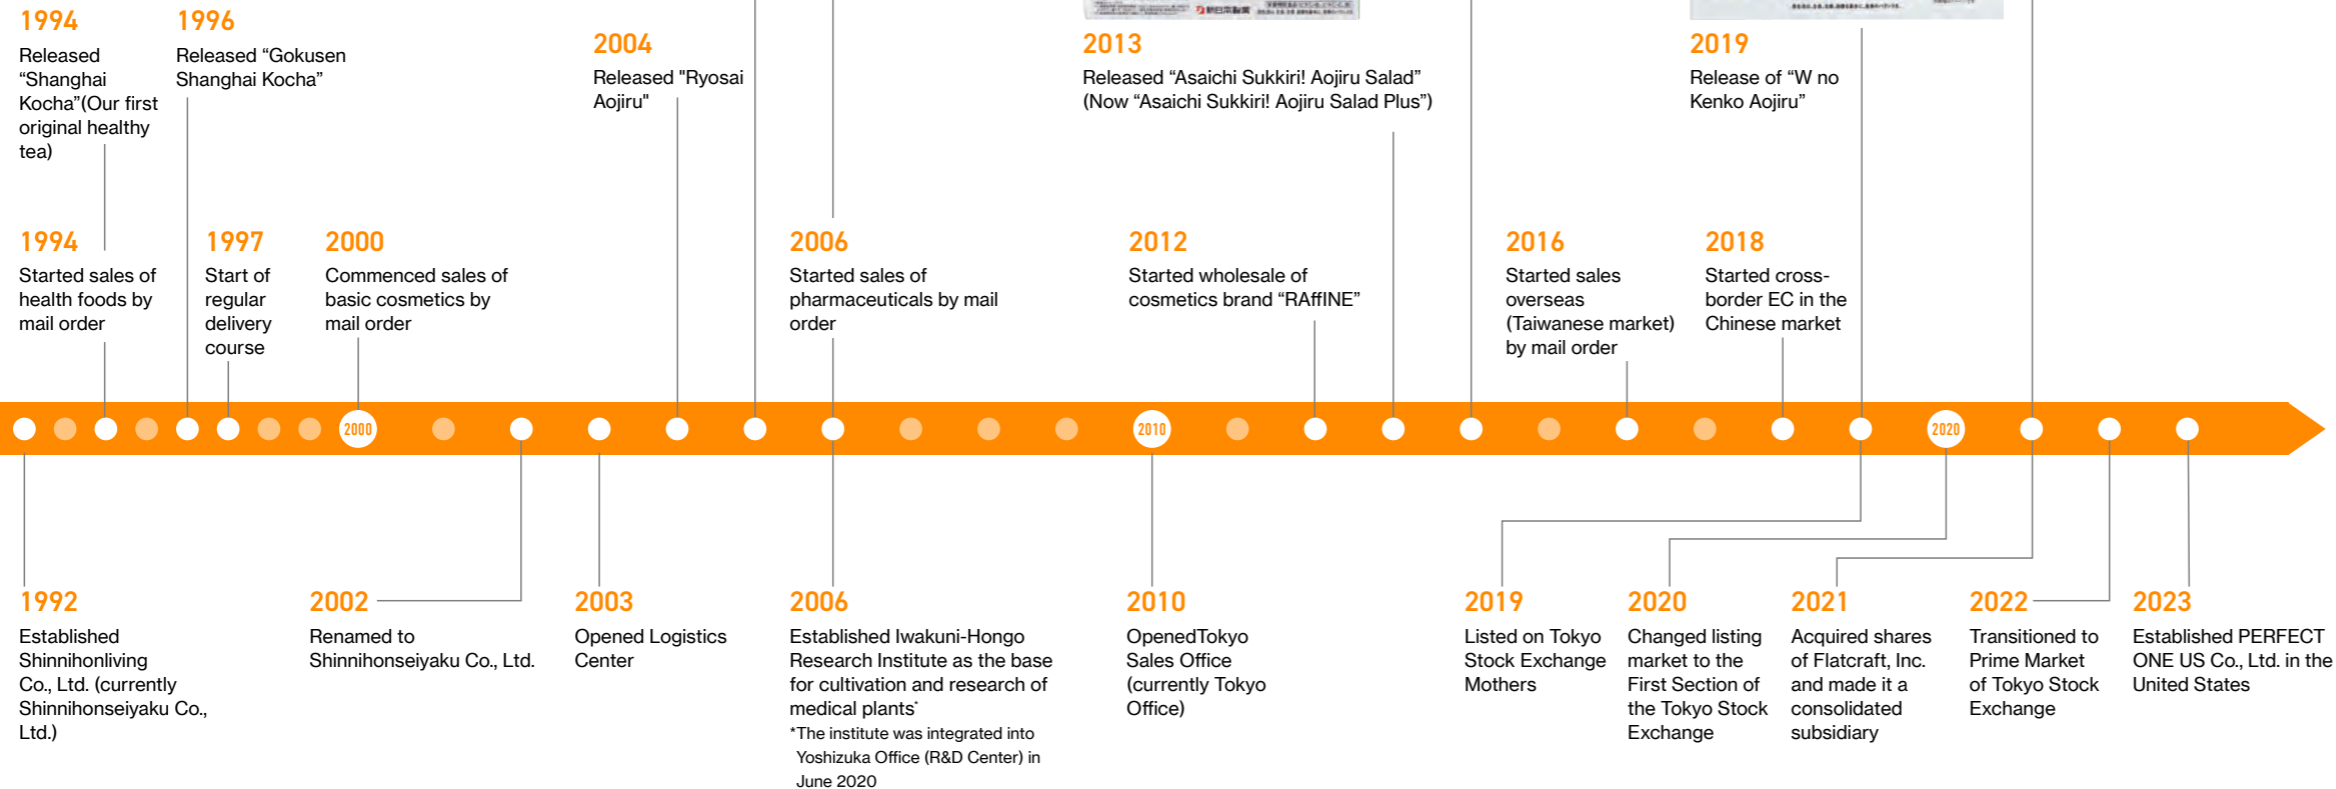 新日本製薬
1994
Released
“Shanghai
Kocha”(Our first
original healthy
tea)
1996
Released “Gokusen
Shanghai Kocha”
2004
Released "Ryosai
Aojiru"
2013
Released “Asaichi Sukkiri! Aojiru Salad”
(Now “Asaichi Sukkiri! Aojiru Salad Plus”)
2019
Release of “W no
Kenko Aojiru”
1994
Started sales of
health foods by
mail order
1997
Start of
regular
delivery
course
2000
Commenced sales of
basic cosmetics by
mail order
2006
Started sales of
pharmaceuticals by mail
order
2012
Started wholesale of
cosmetics brand “RAffINE”
2016
Started sales
overseas
(Taiwanese market)
by mail order
2018
Started cross-
border EC in the
Chinese market
2000
2010
2020
1992
Established
Shinnihonliving
Co., Ltd. (currently
Shinnihonseiyaku Co.,
Ltd.)
2002
Renamed to
Shinnihonseiyaku Co., Ltd.
2003
Opened Logistics
Center
2006
Established Iwakuni-Hongo
Research Institute as the base
for cultivation and research of
medical plants*
*The institute was integrated into
Yoshizuka Office (R&D Center) in
June 2020
2010
OpenedTokyo
Sales Office
(currently Tokyo
Office)
2019
Listed on Tokyo
Stock Exchange
Mothers
2020
Changed listing
market to the
First Section of
the Tokyo Stock
Exchange
2021
Acquired shares
of Flatcraft, Inc.
and made it a
consolidated
subsidiary
2022
Transitioned to
Prime Market
of Tokyo Stock
Exchange
2023
Established PERFECT
ONE US Co., Ltd. in the
United States